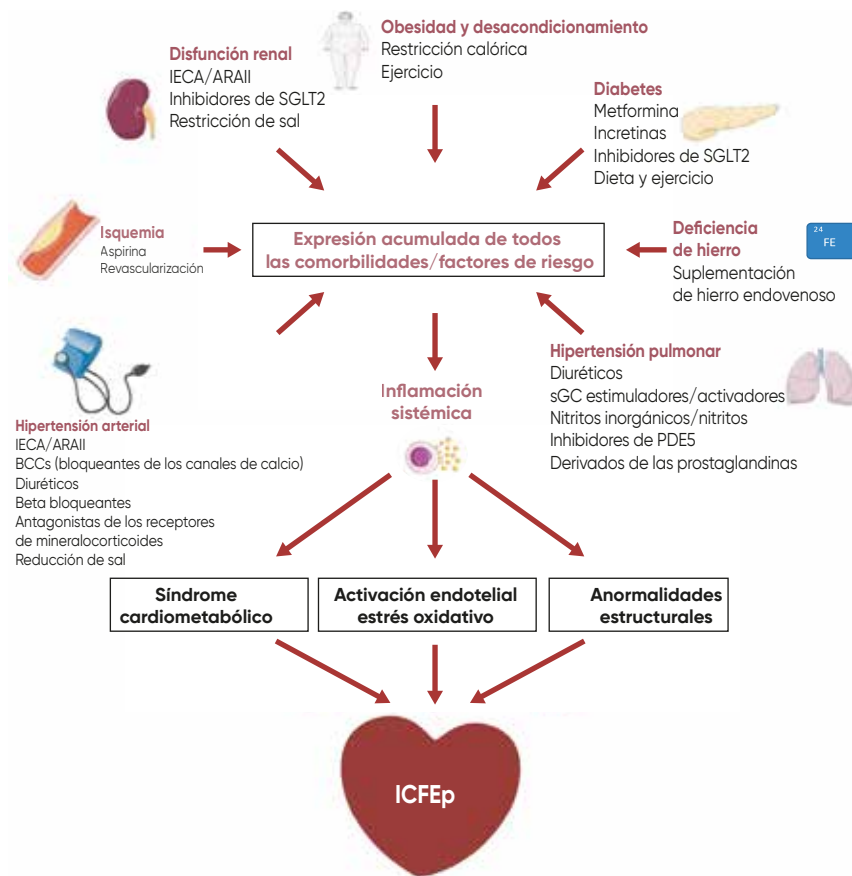 Obesidad y desacondicionamiento
Restricción calórica
Ejercicio
Disfunción renal
IECA/ARAII
Inhibidores de SGLT2
Restricción de sal
Diabetes
Metformina
Incretinas
Inhibidores de SGLT2
Dieta y ejercicio
Isquemia
Aspirina
Revascularización
Expresión acumulada de todos
las comorbilidades/factores de riesgo
Deficiencia
de hierro
Suplementación
de hierro endovenoso
24
FE
Hipertensión arterial
IECA/ARAII
BCCs (bloqueantes de los canales de calcio)
Diuréticos
Beta bloqueantes
Antagonistas de los receptores
de mineralocorticoides
Reducción de sal
Inflamación
sistémica
Hipertensión pulmonar
Diuréticos
sGC estimuladores/activadores
Nitritos inorgánicos/nitritos
Inhibidores de PDE5
Derivados de las prostaglandinas
Síndrome
cardiometabólico
Activación endotelial
estrés oxidativo
Anormalidades
estructurales
ICFEp